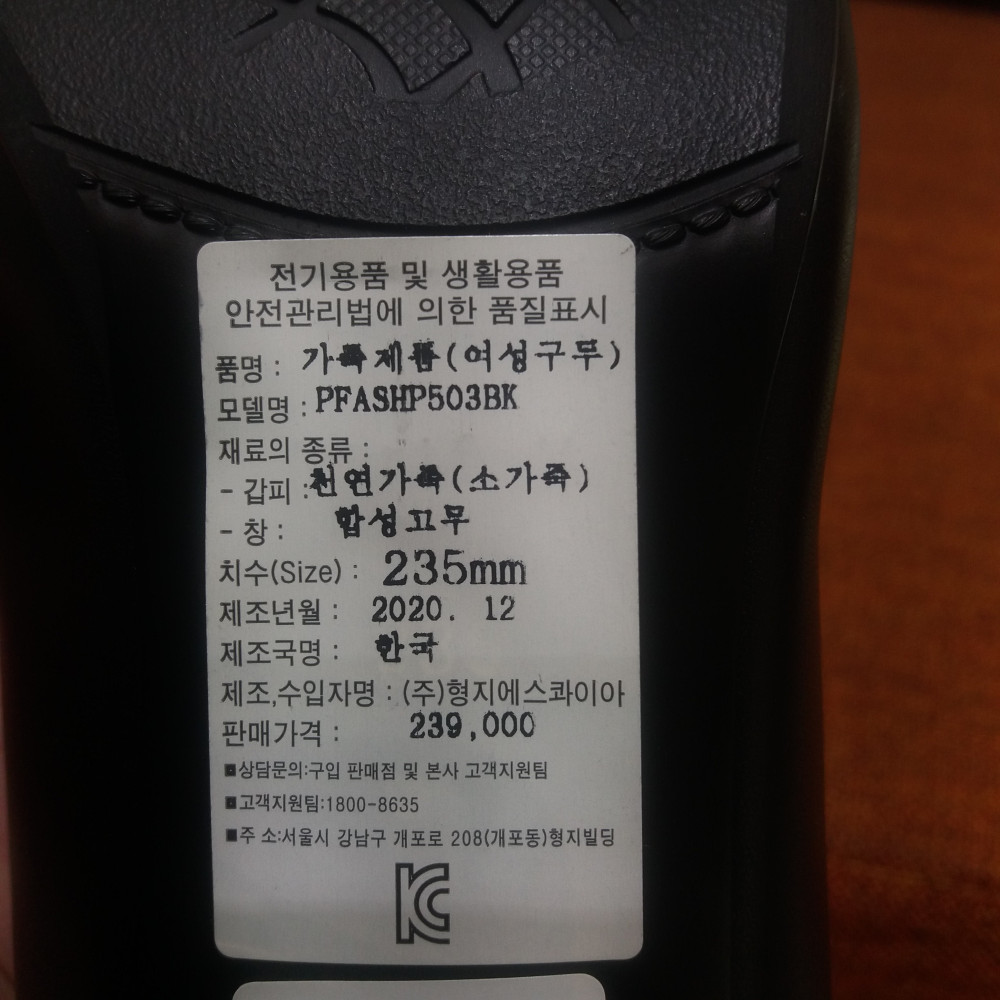 전기용품 및 생활용품
안전관리법에 의한 품질표시
품명 : 가죽제품(여성구두)
모델명 : PFASHP503BK
재료의 종류 :
- 갑피 : 천연가죽(소가죽)
- 창 : 합성고무
치수(Size) : 235mm
제조년월 : 2020. 12
제조국명 : 한국
제조,수입자명 : (주)형지에스콰이아
판매가격 : 239,000
■상담문의:구입 판매점 및 본사 고객지원팀
■고객지원팀:1800-8635
■주 소:서울시 강남구 개포로 208(개포동)형지빌딩
KC